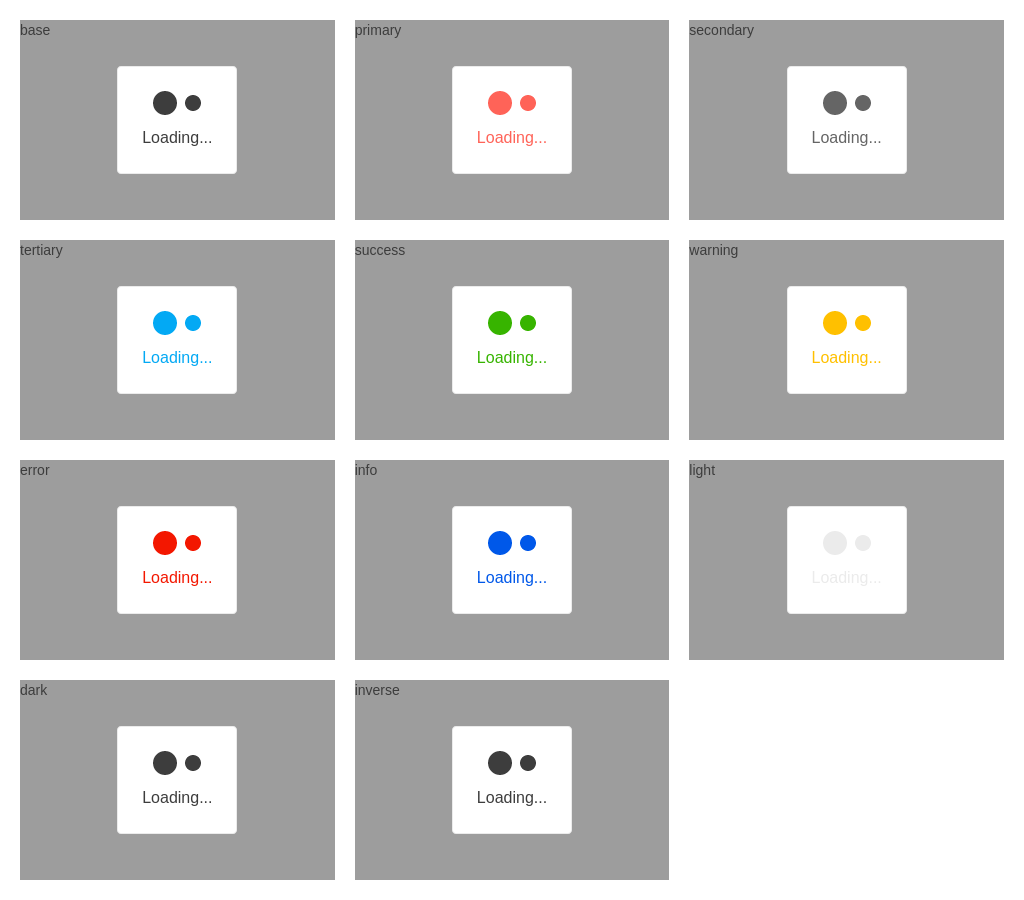 base
Loading...
primary
Loading...
secondary
Loading...
tertiary
Loading...
success
Loading...
warning
Loading...
error
Loading...
info
Loading...
light
Loading...
dark
Loading...
inverse
Loading...